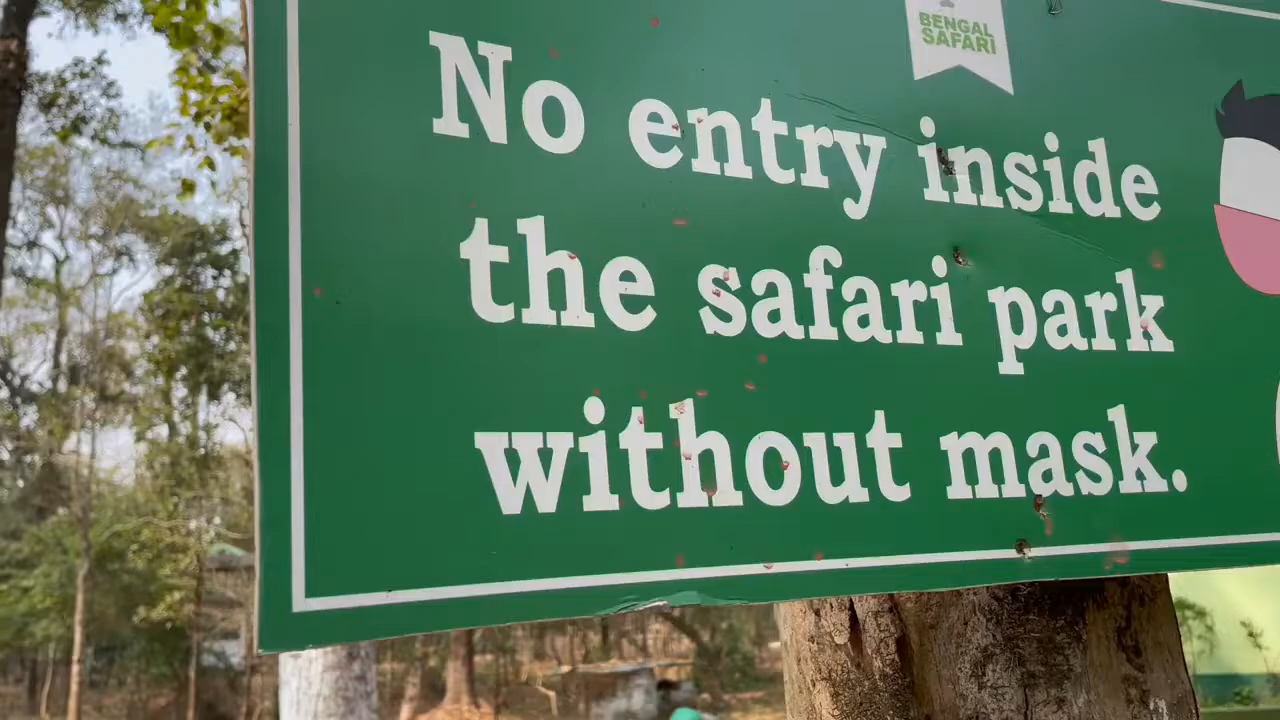 BENGAL
SAFARI
No entry inside
the safari park
without mask.